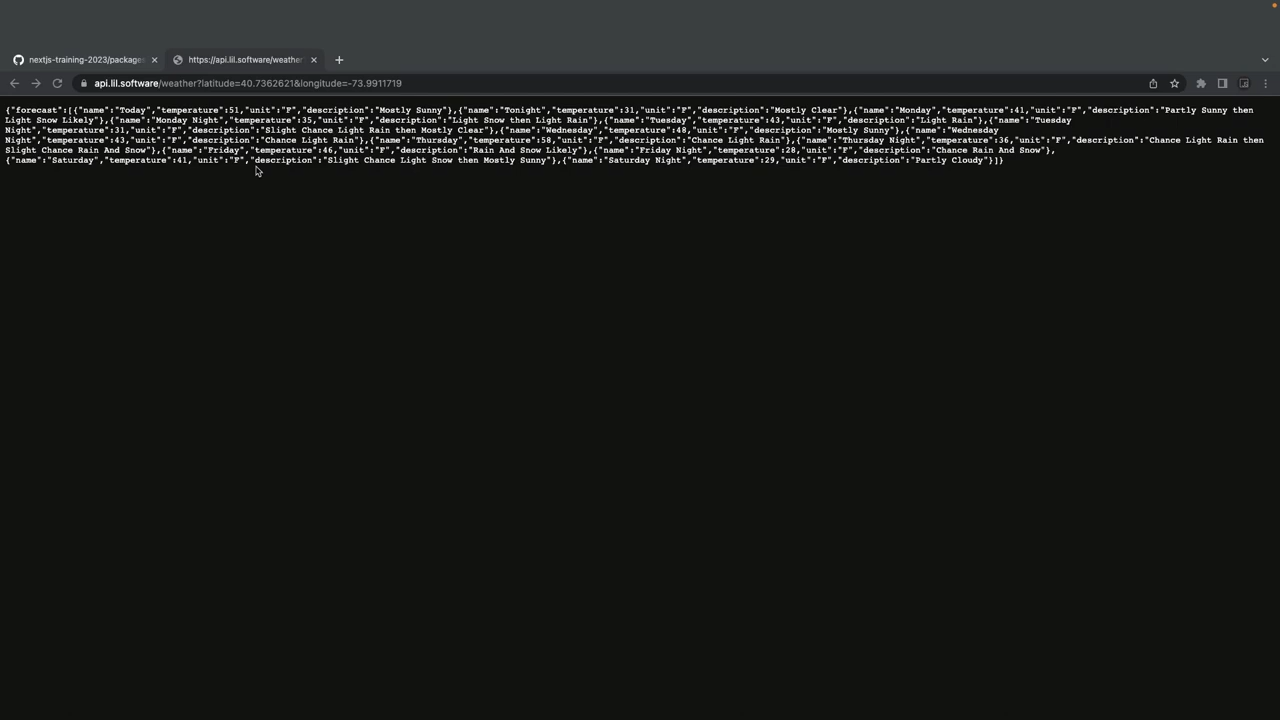 nextjs-training-2023/package
https://api.lil.software/weather
api.lil.software/weather?latitude=40.7362621&longitude=-73.9911719
{"forecast":[{"name":"Today","temperature":51,"unit":"F","description":"Mostly Sunny"},{"name":"Tonight","temperature":31,"unit":"F","description":"Mostly Clear"},{"name":"Monday","temperature":41,"unit":"F","description":"Partly Sunny then
Light Snow Likely"},{"name":"Monday Night","temperature":35,"unit":"F","description":"Light Snow then Light Rain"},{"name":"Tuesday","temperature":43,"unit":"F","description":"Light Rain"},{"name":"Tuesday
Night","temperature":31,"unit":"F","description":"Slight Chance Light Rain then Mostly Clear"},{"name":"Wednesday","temperature":48,"unit":"F","description":"Mostly Sunny"},{"name":"Wednesday
Night","temperature":43,"unit":"F","description":"Chance Light Rain"},{"name":"Thursday","temperature":58,"unit":"F","description":"Chance Light Rain"},{"name":"Thursday Night","temperature":36,"unit":"F","description":"Chance Light Rain then
Slight Chance Rain And Snow"},{"name":"Friday","temperature":46,"unit":"F","description":"Rain And Snow Likely"},{"name":"Friday Night","temperature":28,"unit":"F","description":"Chance Rain And Snow"},
{"name":"Saturday","temperature":41,"unit":"F","description":"Slight Chance Light Snow then Mostly Sunny"},{"name":"Saturday Night","temperature":29,"unit":"F","description":"Partly Cloudy"}]}